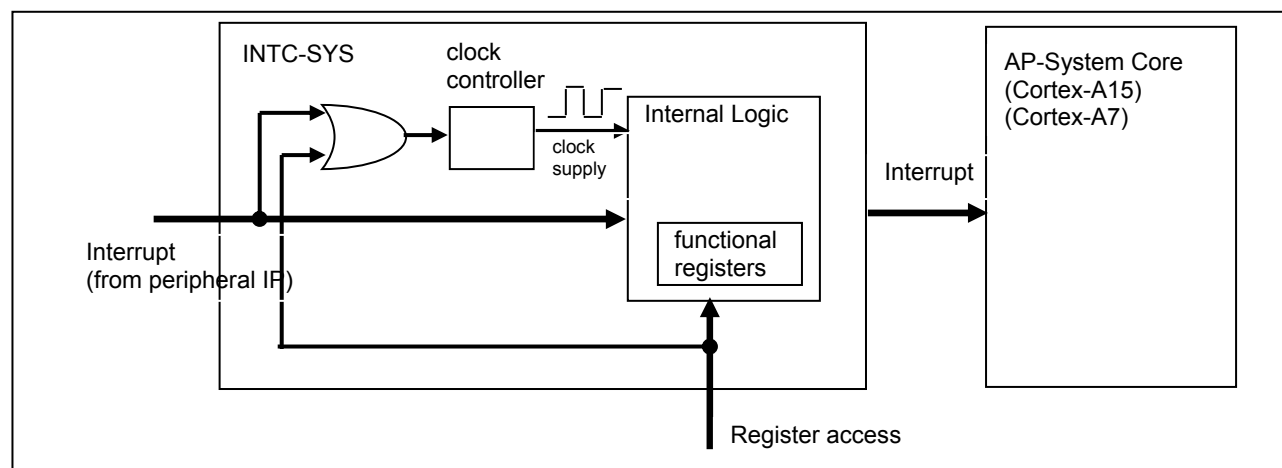 INTC-SYS
clock
controller
clock
supply
Internal Logic
functional
registers
Interrupt
(from peripheral IP)
Register access
Interrupt
AP-System Core
(Cortex-A15)
(Cortex-A7)